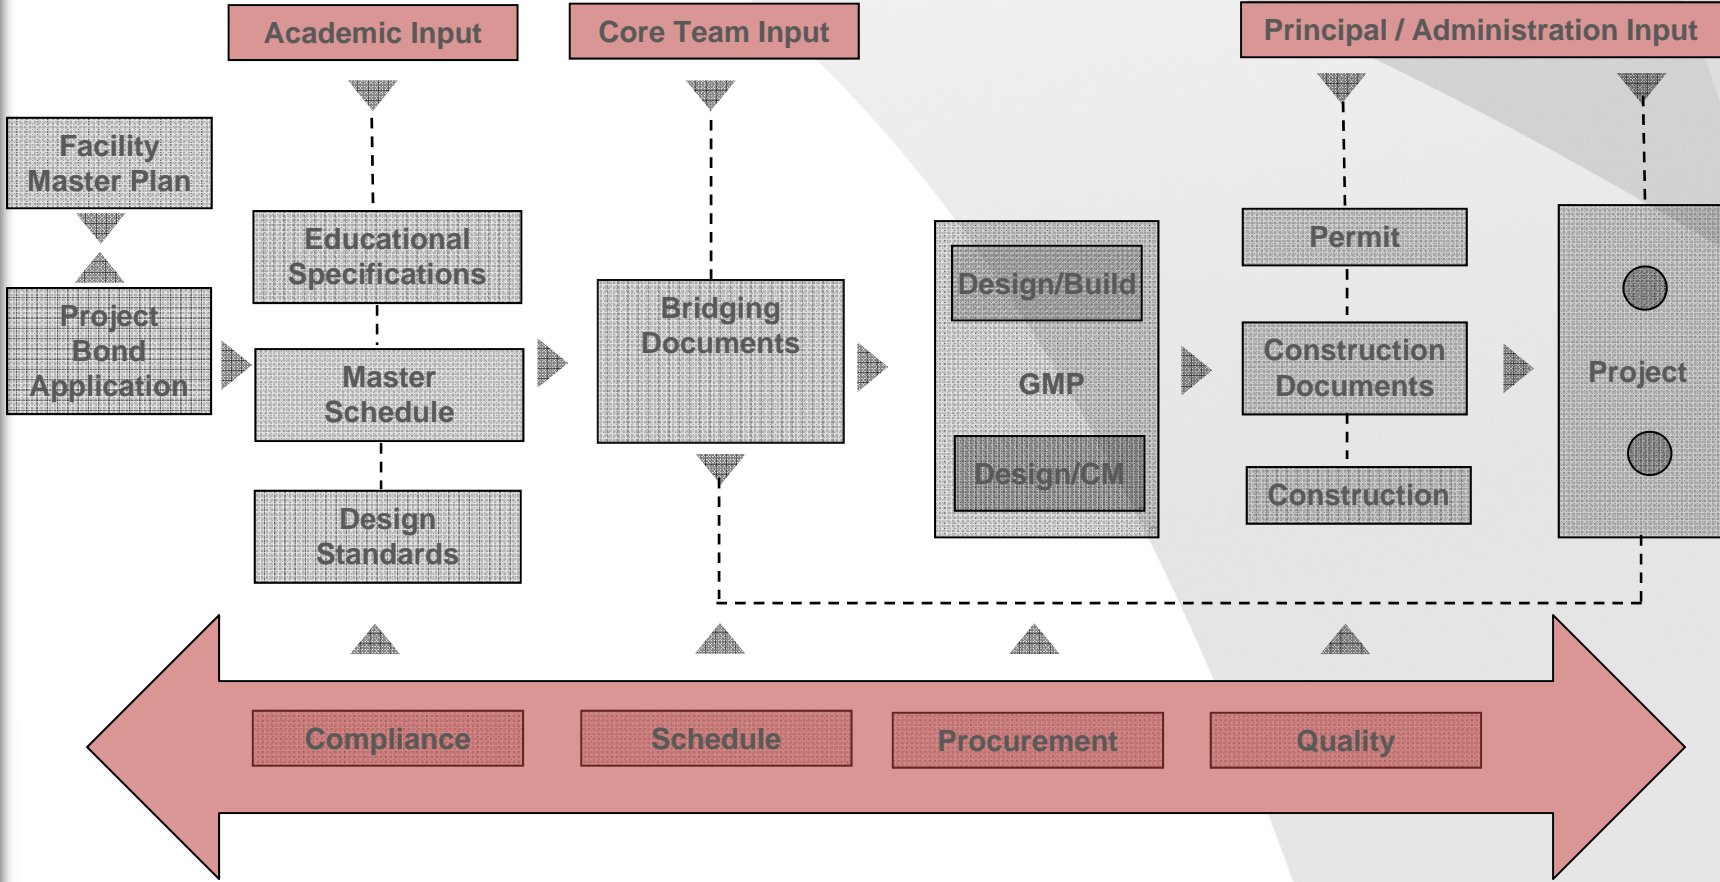 Academic Input
Core Team Input
Principal / Administration Input
Facility
Master Plan
Project
Bond
Application
Educational
Specifications
Master
Schedule
Design
Standards
Bridging
Documents
Design/Build
GMP
Design/CM
Permit
Construction
Documents
Construction
Project
Compliance
Schedule
Procurement
Quality